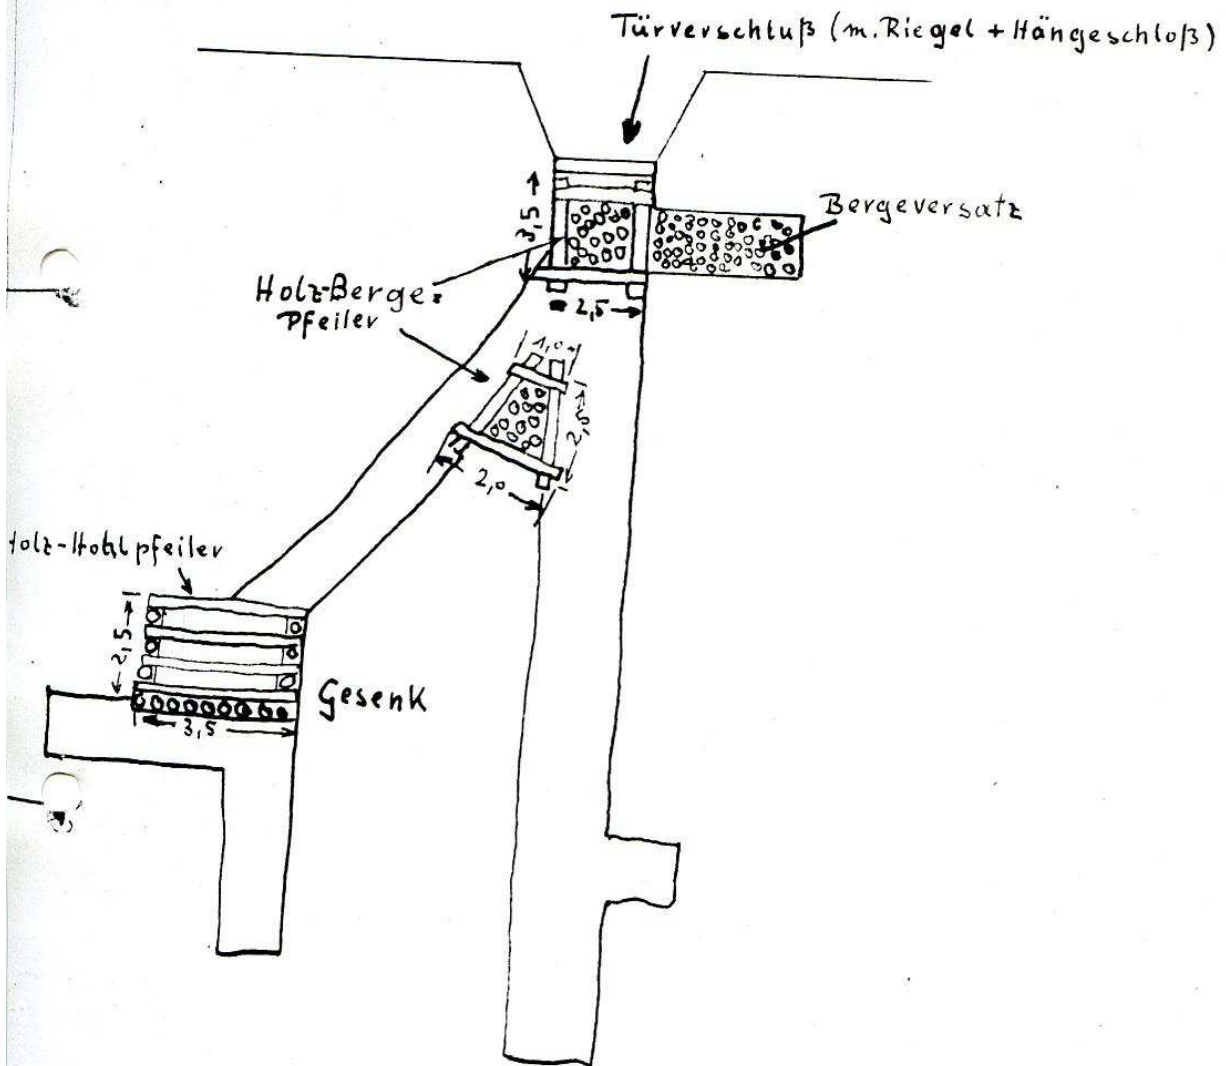 Türverschluß (m. Riegel + Hängeschloß)
3,5
Bergeversatz
Holz-Berge=
Pfeiler
2,5
1,0
2,5
2,0
Holz-Hohlpfeiler
2,5
Gesenk
3,5